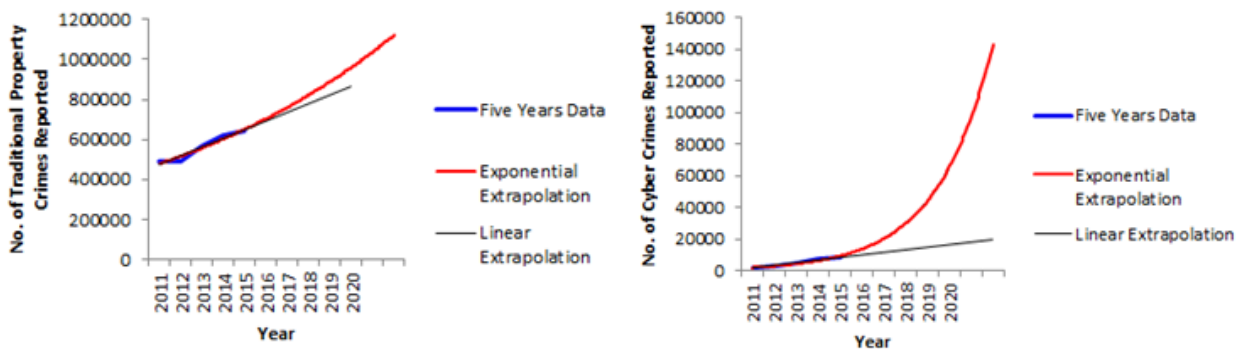 No. of Traditional Property
Crimes Reported
1200000
1000000
800000
600000
400000
200000
0
2011
2012
2013
2014
2015
2016
2017
2018
2019
2020
Year
Five Years Data
Exponential
Extrapolation
Linear
Extrapolation
No. of Cyber Crimes Reported
160000
140000
120000
100000
80000
60000
40000
20000
0
2011
2012
2013
2014
2015
2016
2017
2018
2019
2020
Year
Five Years Data
Exponential
Extrapolation
Linear Extrapolation